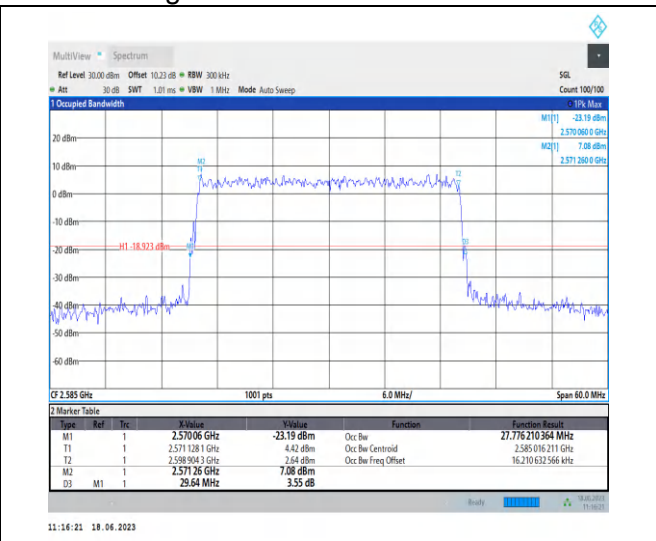 MultiView Spectrum
Ref Level 30.00 dBm Offset 10.23 dB RBW 300 kHz SGL
Att 30 dB SWT 1.01 ms VBW 1 MHz Mode Auto Sweep Count 100/100
1 Occupied Bandwidth 1Pk Max
M1[1] -23.19 dBm
2.570 060 0 GHz
20 dBm
M2[1] 7.08 dBm
2.571 260 0 GHz
M2
T2
10 dBm
0 dBm
-10 dBm
H1 -18.923 dBm
-20 dBm
-30 dBm
-40 dBm
-50 dBm
-60 dBm
CF 2.585 GHz 1001 pts 6.0 MHz/ Span 60.0 MHz
2 Marker Table
Type Ref Trc X-Value Y-Value Function Function Result
M1 1 2.57006 GHz -23.19 dBm Occ Bw 27.776 210 364 MHz
T1 1 2.571 128 1 GHz 4.42 dBm Occ Bw Centroid 2.585 016 211 GHz
T2 1 2.598 904 3 GHz 2.64 dBm Occ Bw Freq Offset 16.210 632 566 kHz
M2 1 2.571 26 GHz 7.08 dBm
D3 M1 1 29.64 MHz 3.55 dB
Ready 18.06.2023
11:16:21
11:16:21 18.06.2023